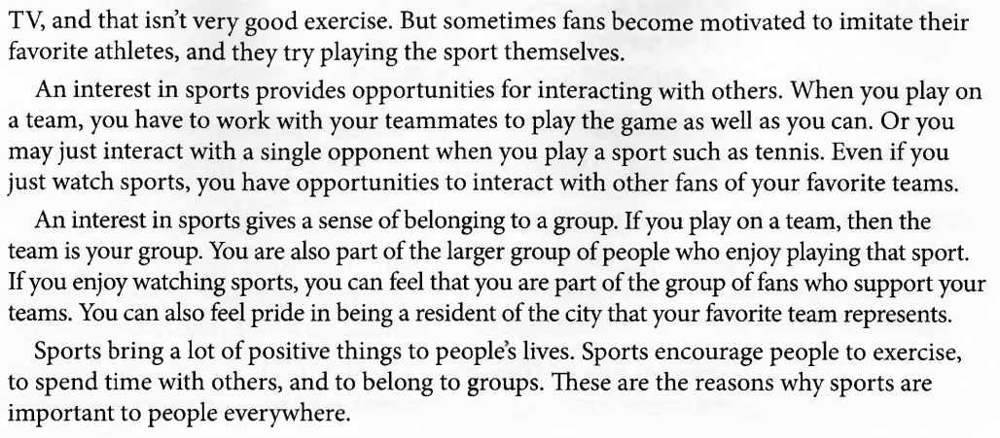 TV, and that isn't very good exercise. But sometimes fans become motivated to imitate their
favorite athletes, and they try playing the sport themselves.
An interest in sports provides opportunities for interacting with others. When you play on
a team, you have to work with your teammates to play the game as well as you can. Or you
may just interact with a single opponent when you play a sport such as tennis. Even if you
just watch sports, you have opportunities to interact with other fans of your favorite teams.
An interest in sports gives a sense of belonging to a group. If you play on a team, then the
team is your group. You are also part of the larger group of people who enjoy playing that sport.
If you enjoy watching sports, you can feel that you are part of the group of fans who support your
teams. You can also feel pride in being a resident of the city that your favorite team represents.
Sports bring a lot of positive things to people's lives. Sports encourage people to exercise,
to spend time with others, and to belong to groups. These are the reasons why sports are
important to people everywhere.